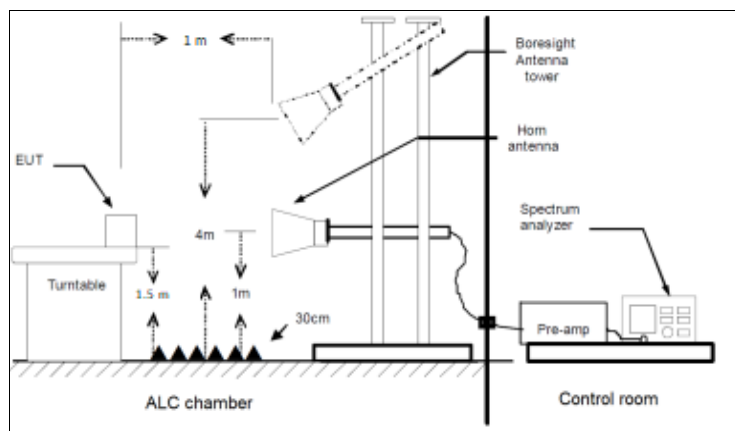 1 m
Boresight
Antenna
tower
Horn
antenna
EUT
Spectrum
analyzer
4m
Turntable
1.5 m
1m
30cm
Pre-amp
ALC chamber
Control room